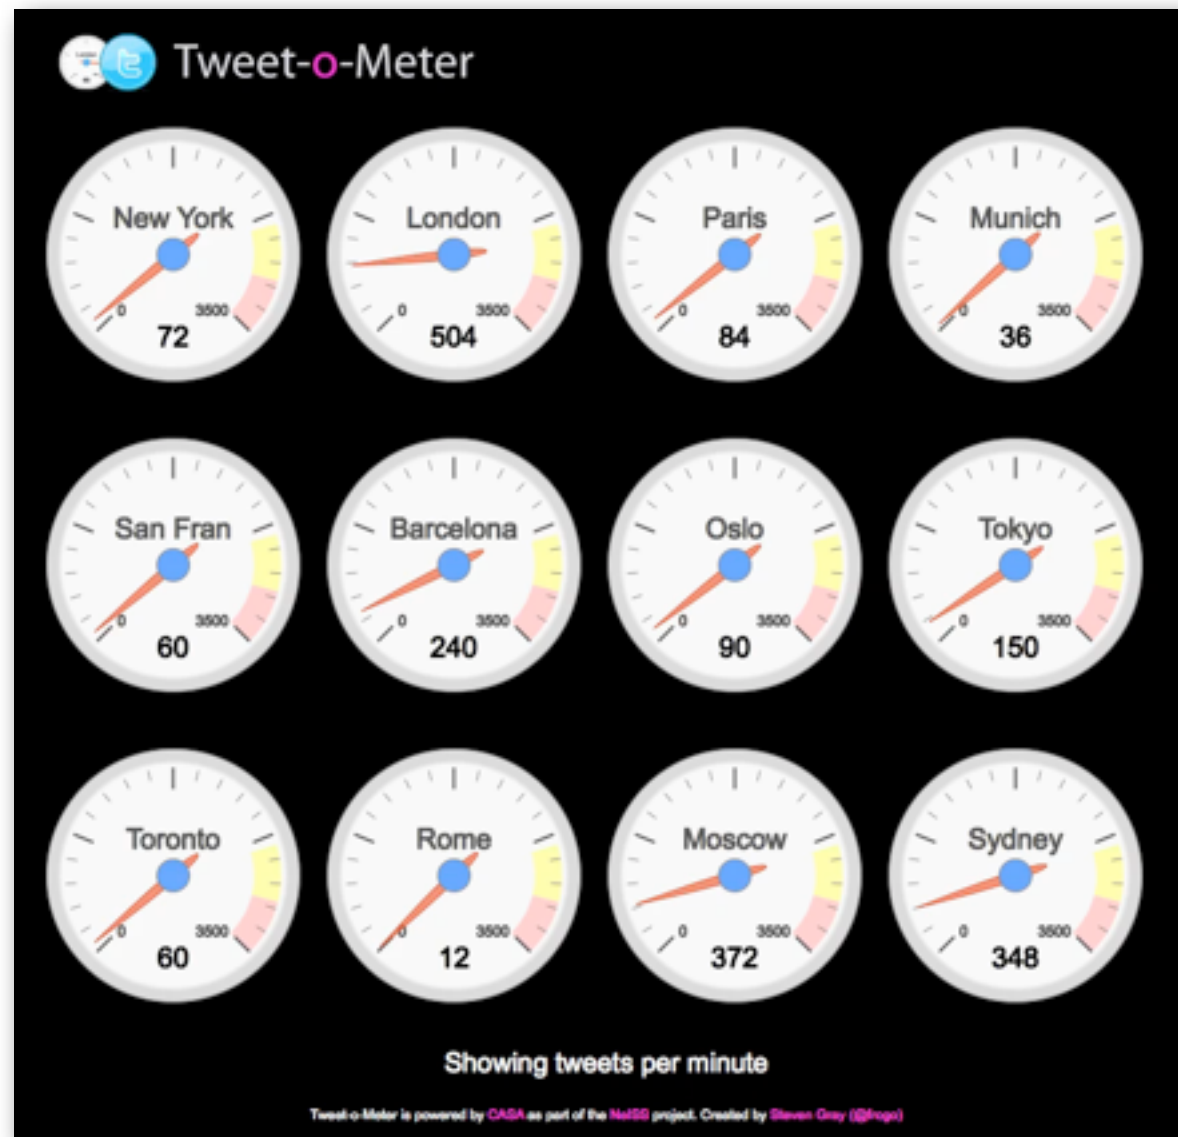 Tweet-o-Meter
New York London Paris Munich
0 3500 0 3500 0 3500 0 3500
72 504 84 36
San Fran Barcelona Oslo Tokyo
0 3500 0 3500 0 3500 0 3500
60 240 90 150
Toronto Rome Moscow Sydney
0 3500 0 3500 0 3500 0 3500
60 12 372 348
Showing tweets per minute
Tweet-o-Meter is powered by CASA as part of the NeISS project. Created by Steven Gray (@frogo)